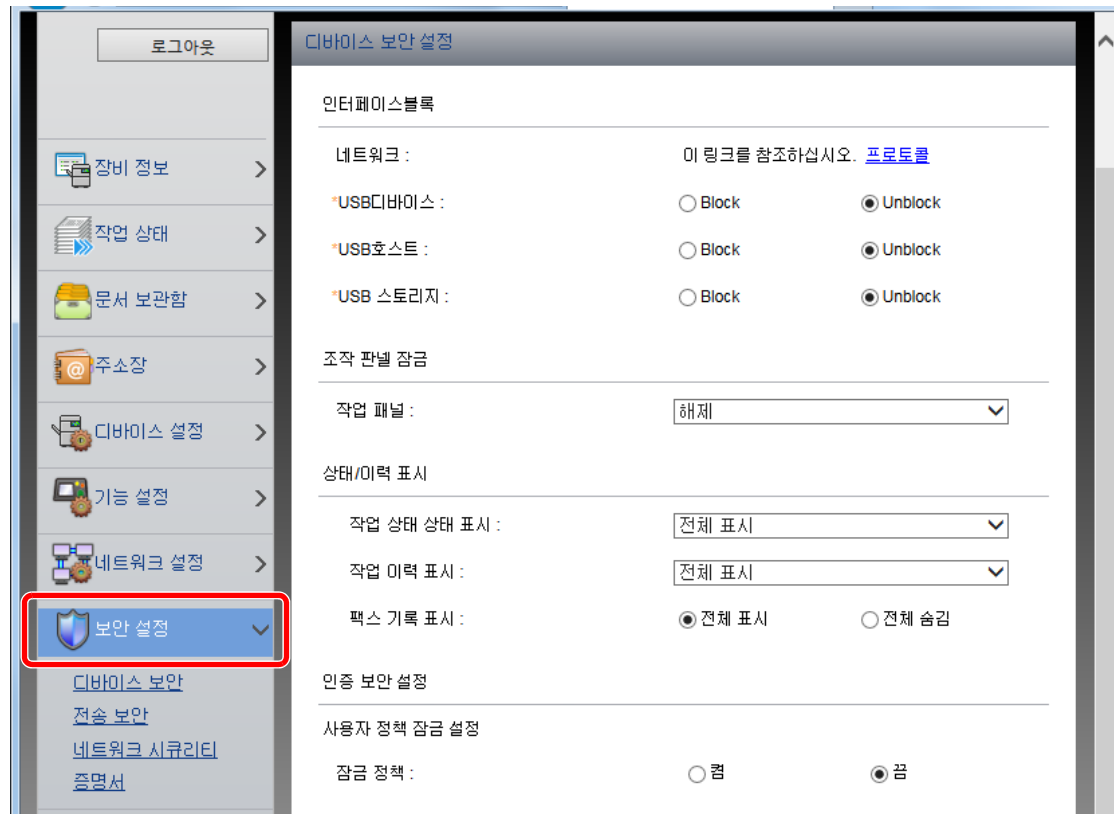 로그아웃
장비 정보
작업 상태
문서 보관함
주소장
디바이스 설정
기능 설정
네트워크 설정
보안 설정
디바이스 보안
전송 보안
네트워크 시큐리티
증명서
디바이스 보안 설정
인터페이스블록
네트워크 : 이 링크를 참조하십시오. 프로토콜
*USB디바이스 : Block Unblock
*USB호스트 : Block Unblock
*USB 스토리지 : Block Unblock
조작 판넬 잠금
작업 패널 : 해제
상태/이력 표시
작업 상태 상태 표시 : 전체 표시
작업 이력 표시 : 전체 표시
팩스 기록 표시 : 전체 표시 전체 숨김
인증 보안 설정
사용자 정책 잠금 설정
잠금 정책 : 켬 끔